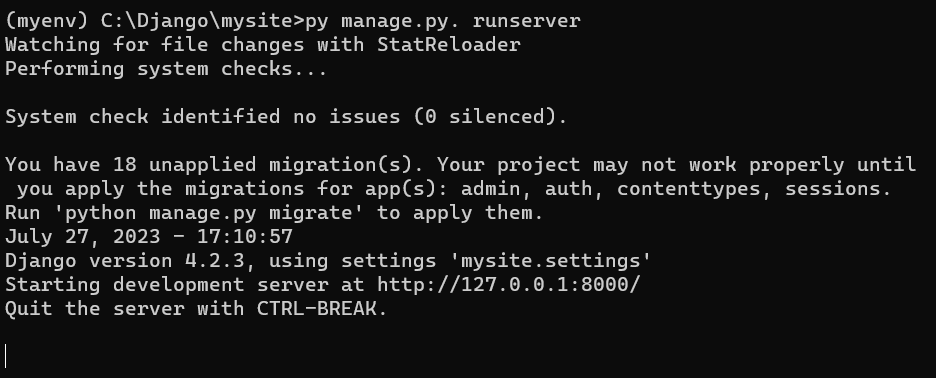 (myenv) C:\Django\mysite>py manage.py. runserver
Watching for file changes with StatReloader
Performing system checks...
System check identified no issues (0 silenced).
You have 18 unapplied migration(s). Your project may not work properly until
you apply the migrations for app(s): admin, auth, contenttypes, sessions.
Run 'python manage.py migrate' to apply them.
July 27, 2023 - 17:10:57
Django version 4.2.3, using settings 'mysite.settings'
Starting development server at http://127.0.0.1:8000/
Quit the server with CTRL-BREAK.